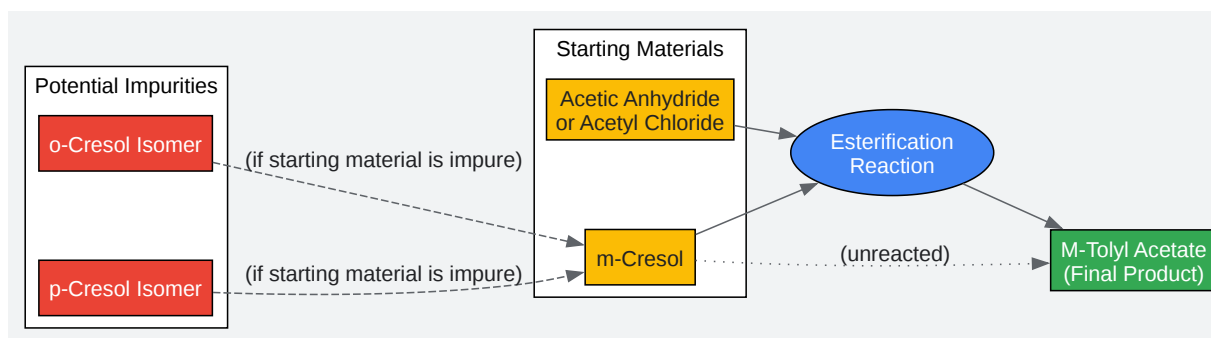 Potential Impurities
o-Cresol Isomer
p-Cresol Isomer
(if starting material is impure)
(if starting material is impure)
Starting Materials
Acetic Anhydride
or Acetyl Chloride
m-Cresol
Esterification
Reaction
(unreacted)
M-Tolyl Acetate
(Final Product)